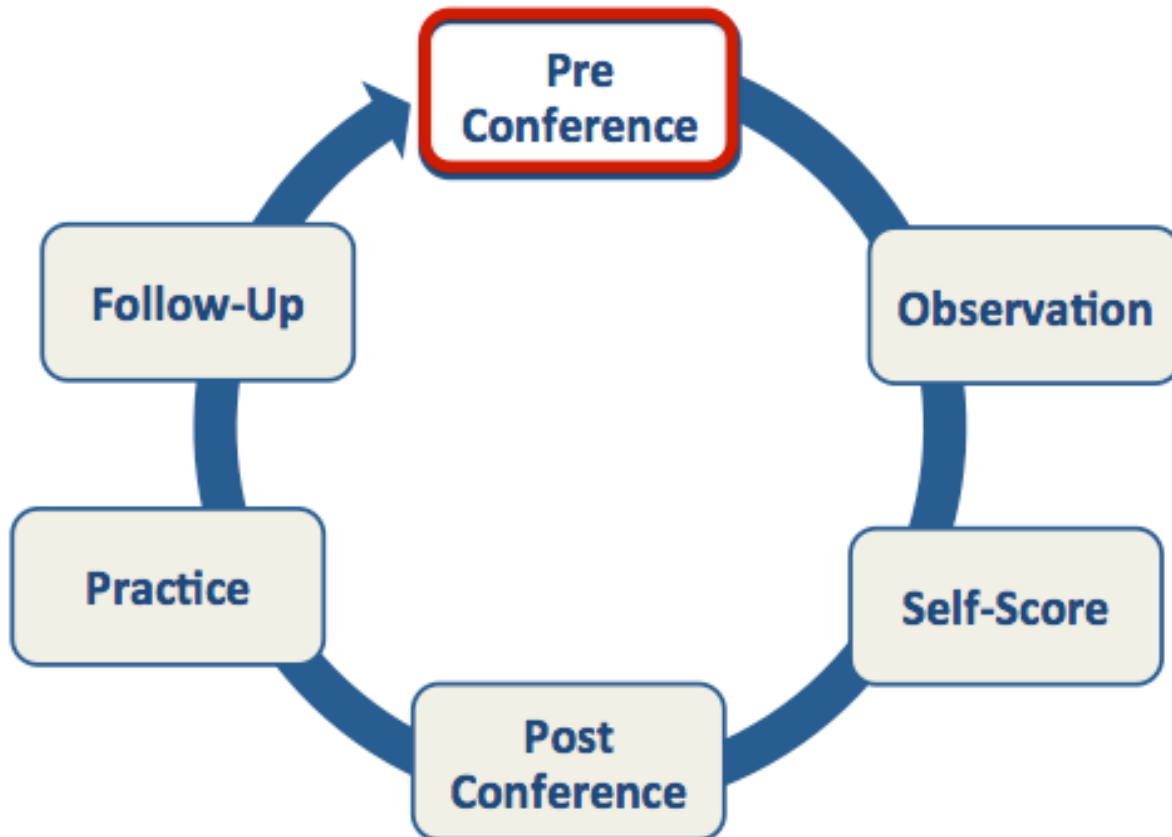 Pre
Conference
Observation
Self-Score
Post
Conference
Practice
Follow-Up